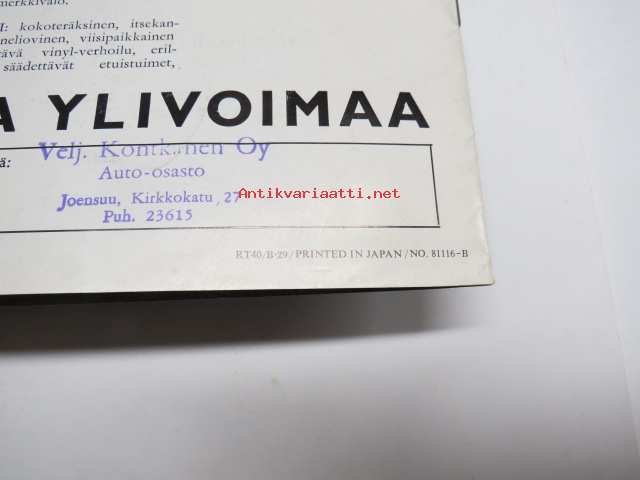 merkkivalo.
I: kokoteräksinen, itsekan-
neliovinen, viisipaikkainen
tävä vinyl-verhoilu, eril-
säädettävät etuistuimet,
A YLIVOIMAA
ä:
Velj. Kontkanen Oy
Auto-osasto
Joensuu, Kirkkokatu 27
Puh. 23615
Antikvariaatti.net
RT40/B-29/PRINTED IN JAPAN/NO. 81116-B